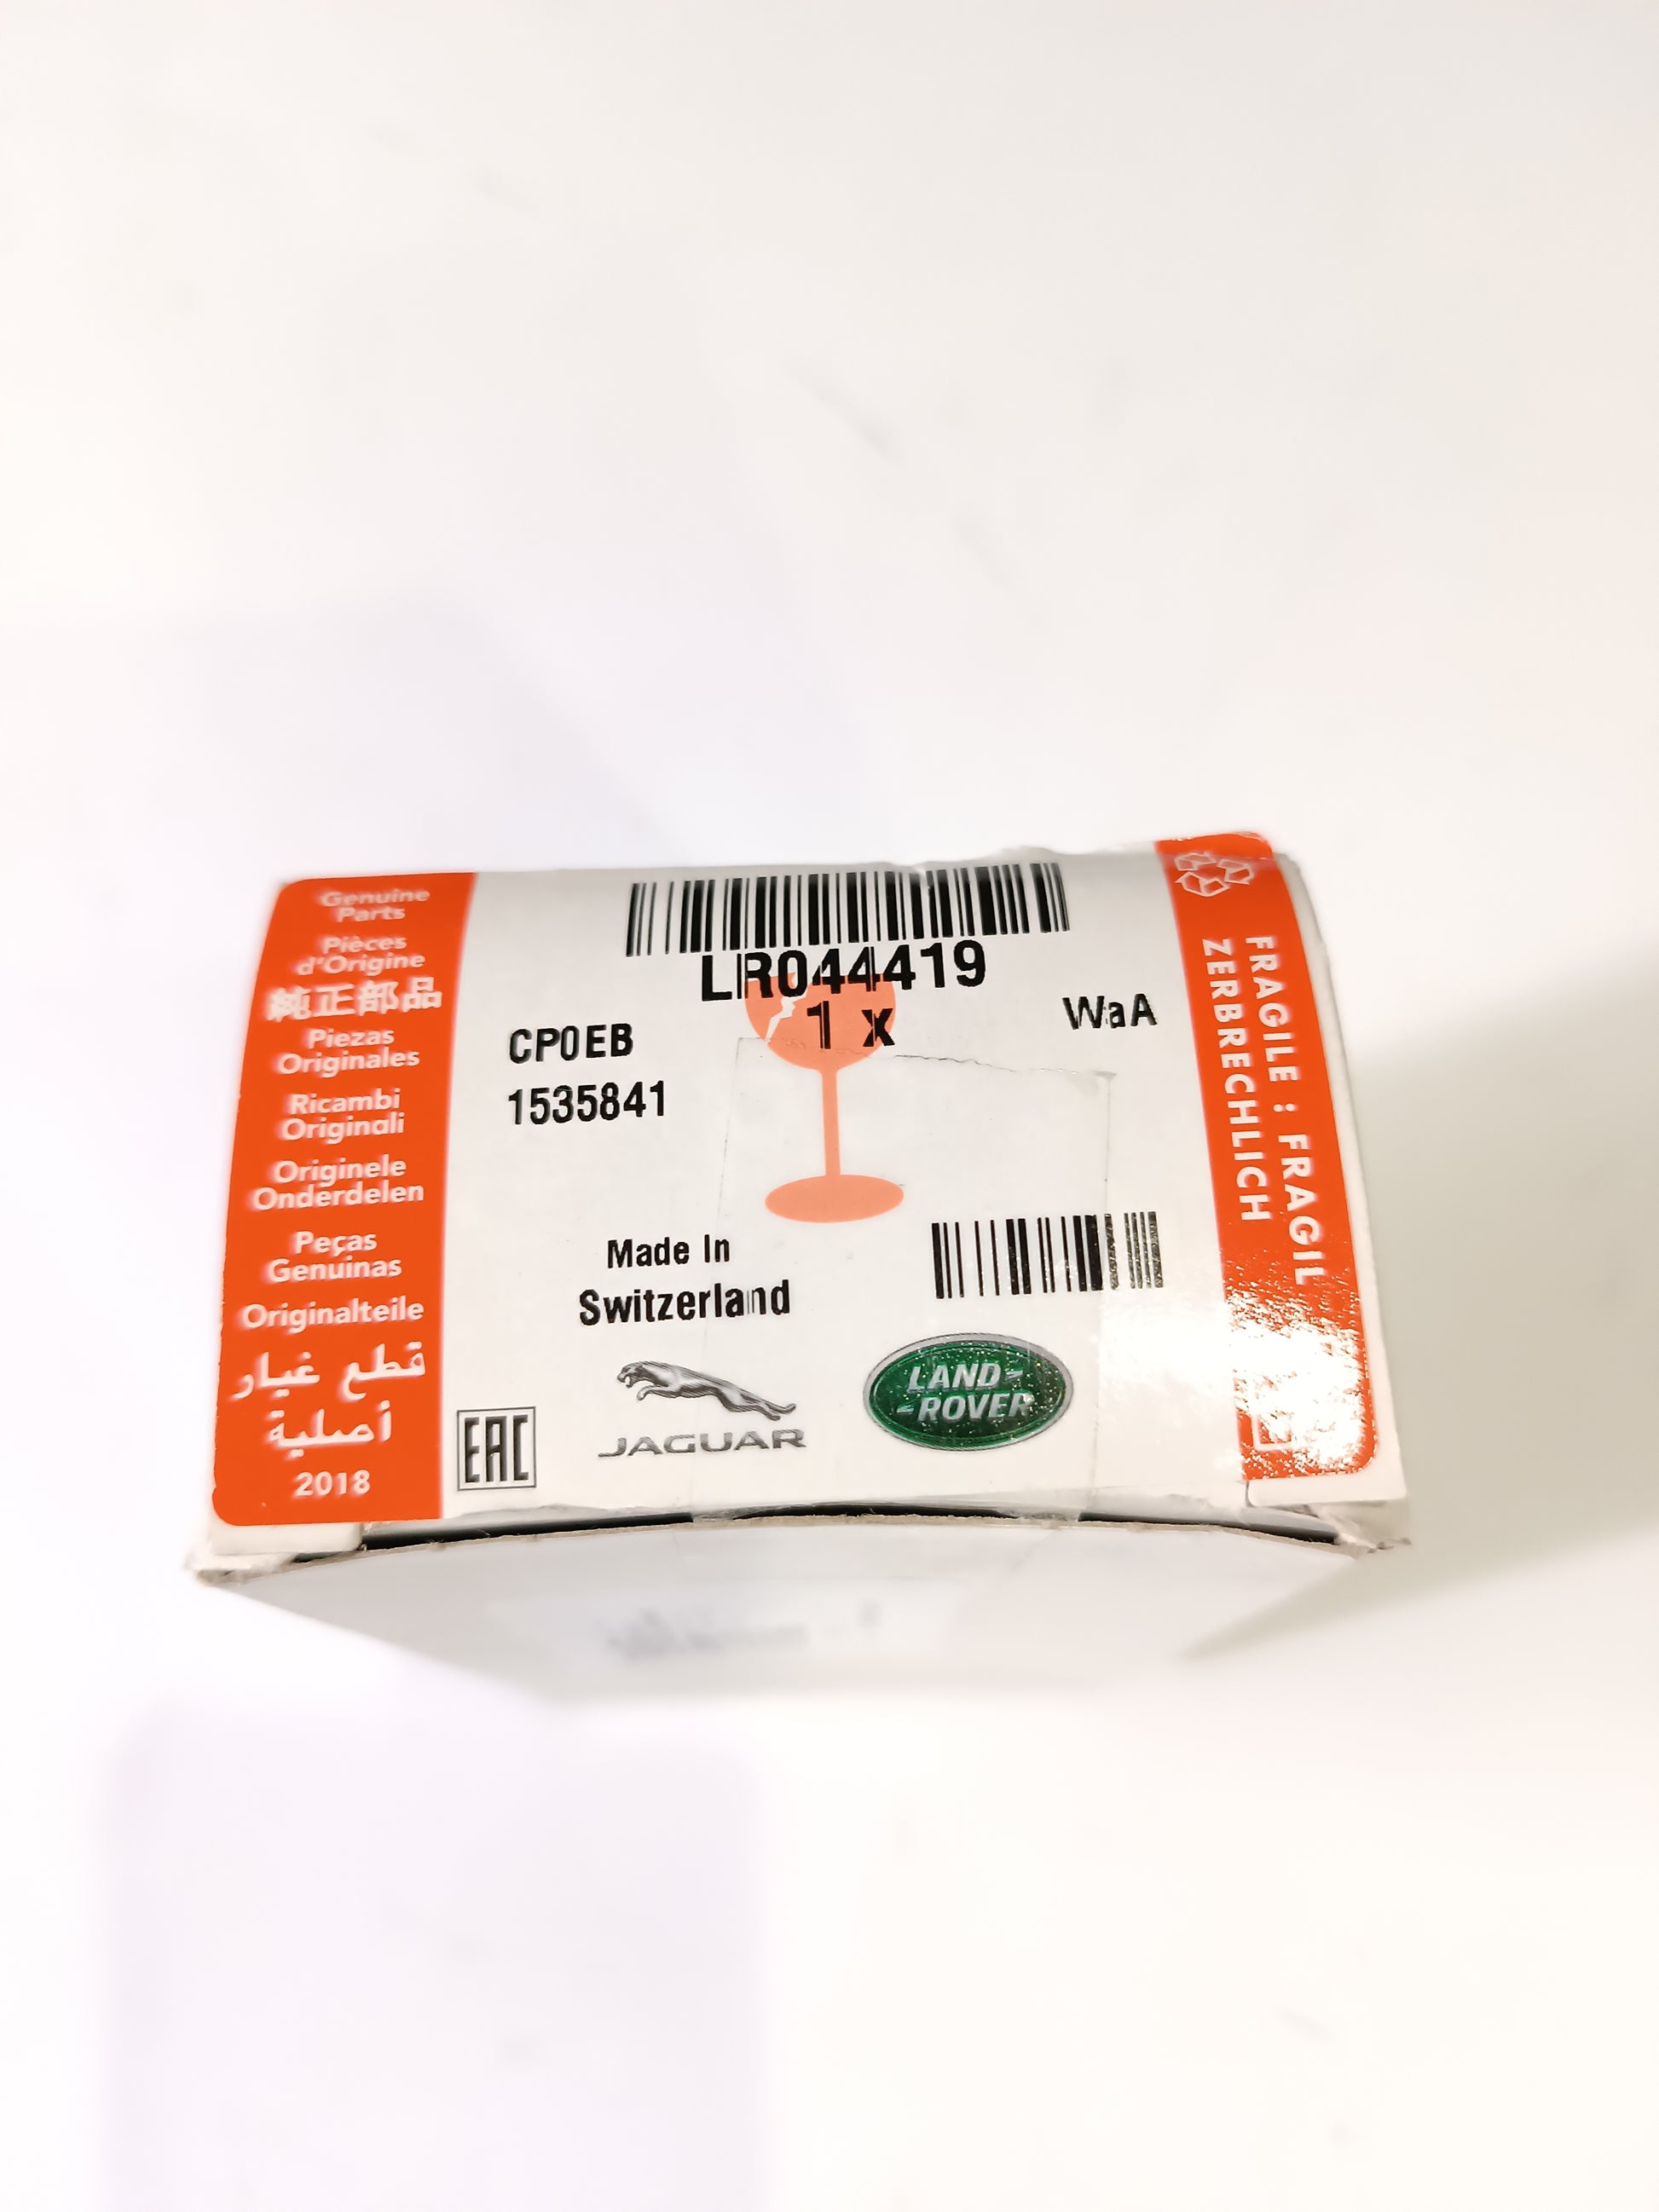 Genuine
Parts
Pièces
d'Origine
純正部品
Piezas
Originales
Ricambi
Originali
Originele
Onderdelen
Peças
Genuinas
Originalteile
قطع غيار
أصلية
2018
LR044419
1 x
WaA
CP0EB
1535841
Made In
Switzerland
EAC
JAGUAR
LAND-
-ROVER
FRAGILE : FRAGIL
ZERBRECHLICH